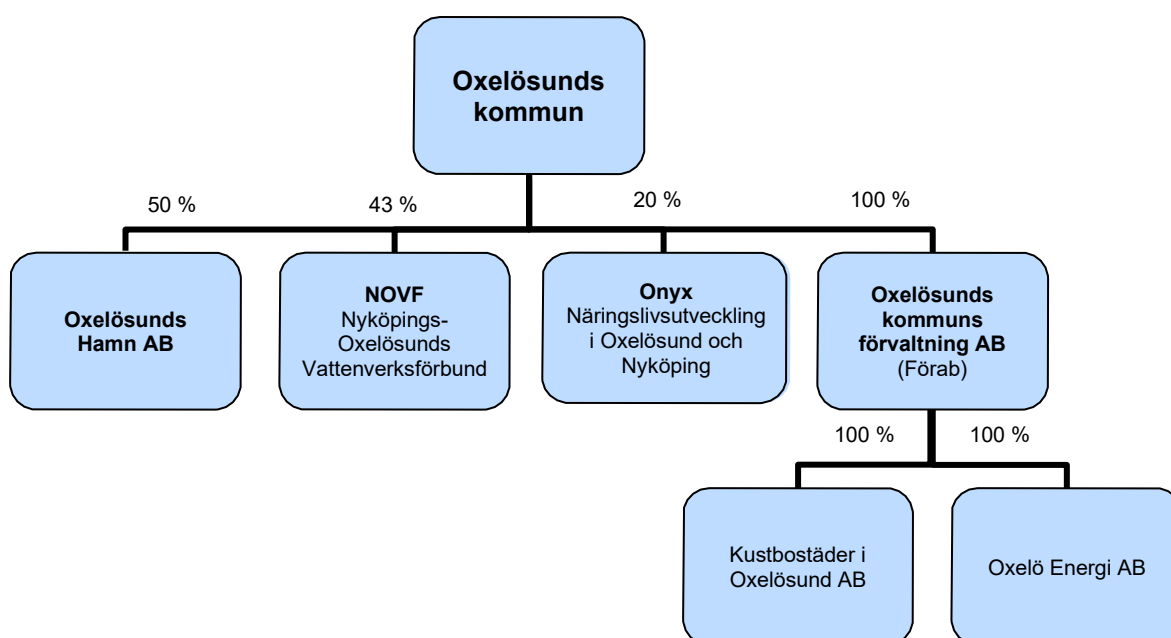 Oxelösunds
kommun
50 %
43 %
20 %
100 %
Oxelösunds
Hamn AB
NOVF
Nyköpings-
Oxelösunds
Vattenverksförbund
Onyx
Näringslivsutveckling
i Oxelösund och
Nyköping
Oxelösunds
kommuns
förvaltning AB
(Förab)
100 %
100 %
Kustbostäder i
Oxelösund AB
Oxelö Energi AB